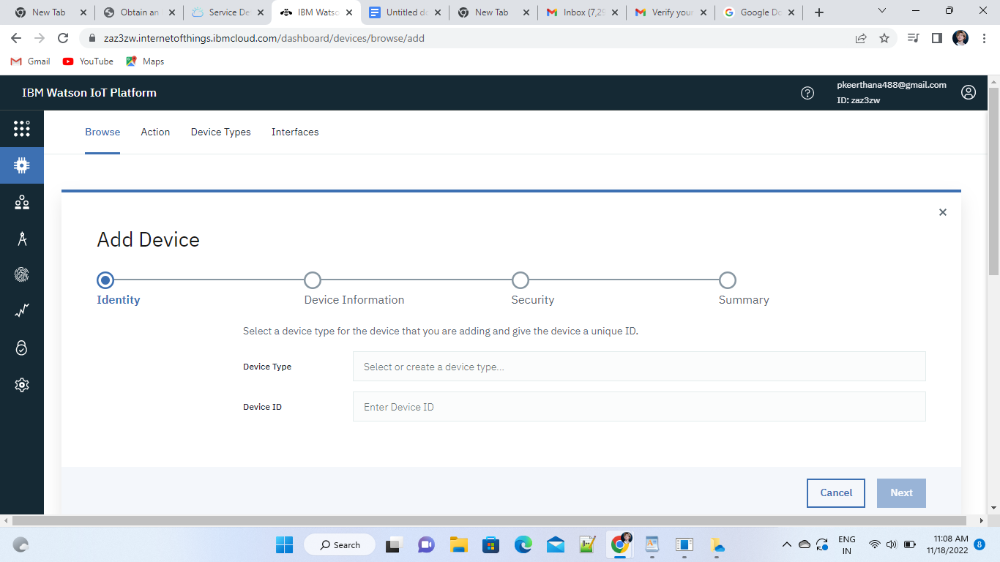 New Tab
Obtain an
Service De
IBM Watso
Untitled do
New Tab
Inbox (7,29
Verify your
Google Do
zaz3zw.internetofthings.ibmcloud.com/dashboard/devices/browse/add
Gmail YouTube Maps
IBM Watson IoT Platform
pkeerthana488@gmail.com
ID: zaz3zw
Browse Action Device Types Interfaces
Add Device
Identity Device Information Security Summary
Select a device type for the device that you are adding and give the device a unique ID.
Device Type Select or create a device type...
Device ID Enter Device ID
Cancel Next
Search
ENG
IN
11:08 AM
11/18/2022
8